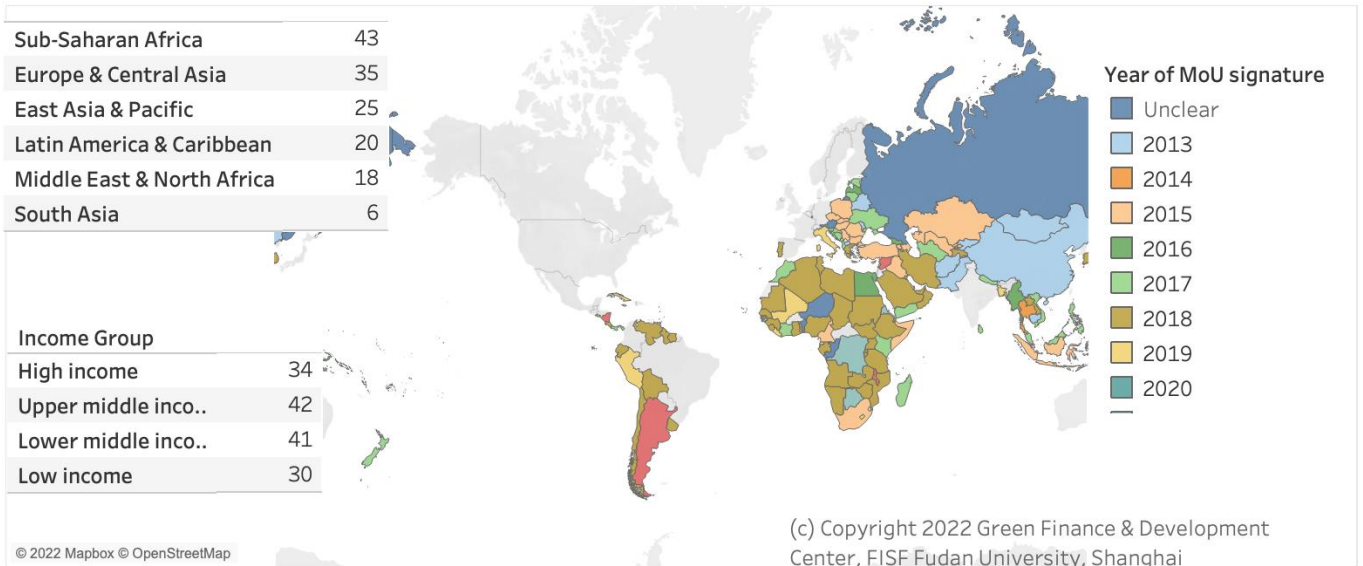 Sub-Saharan Africa 43
Europe & Central Asia 35
East Asia & Pacific 25
Latin America & Caribbean 20
Middle East & North Africa 18
South Asia 6
Income Group
High income 34
Upper middle inco.. 42
Lower middle inco.. 41
Low income 30
© 2022 Mapbox © OpenStreetMap
Year of MoU signature
Unclear
2013
2014
2015
2016
2017
2018
2019
2020
(c) Copyright 2022 Green Finance & Development
Center, FISF Fudan University, Shanghai